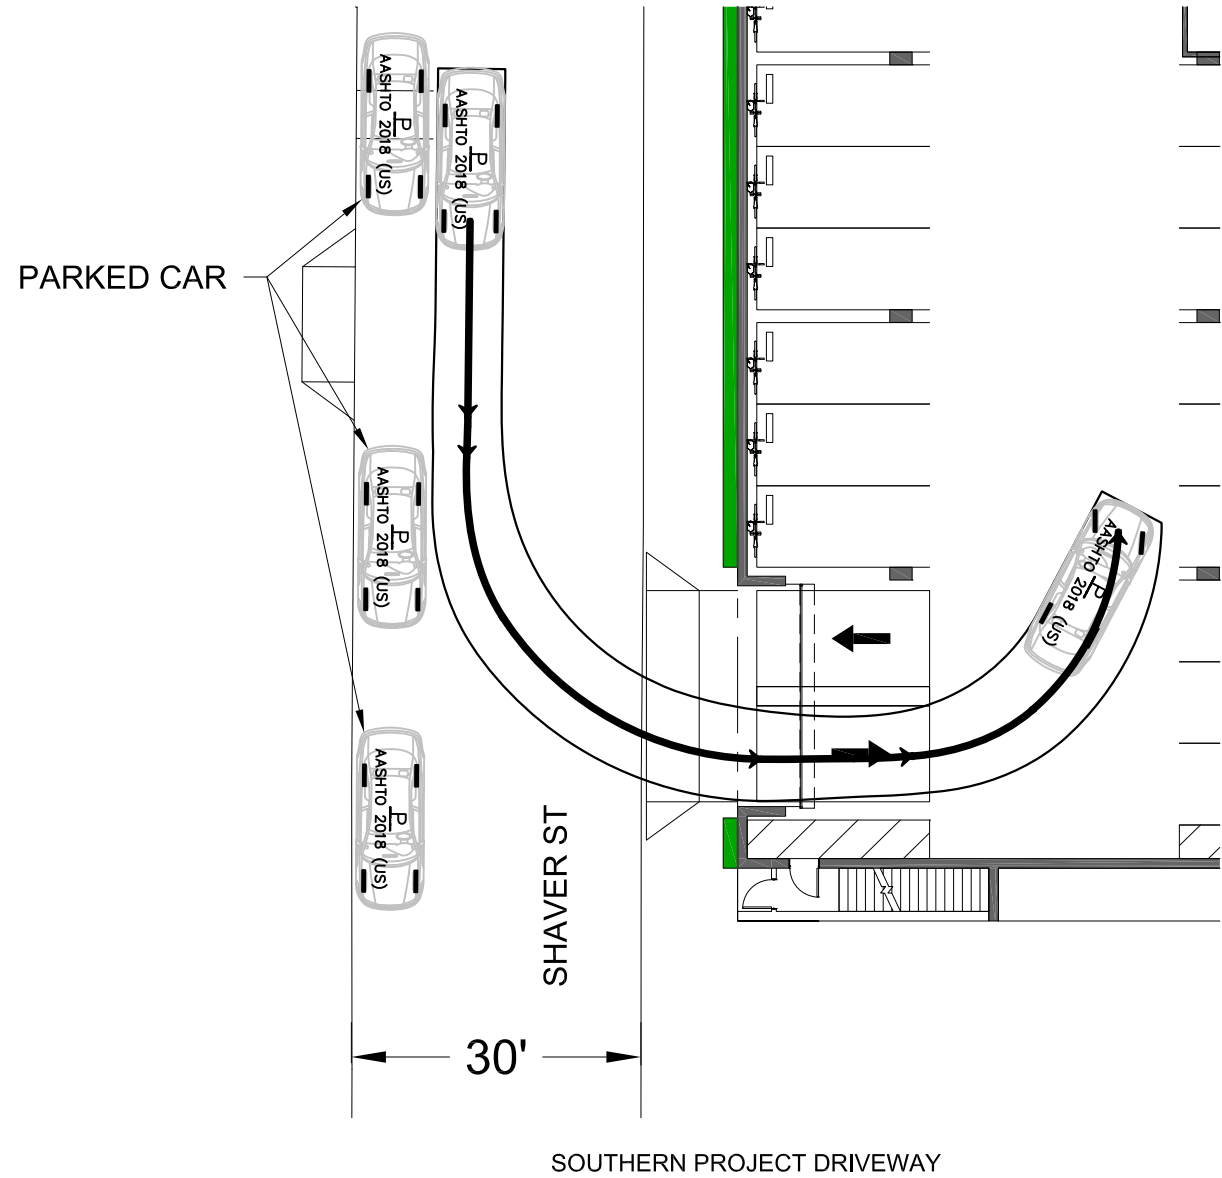 AASHTO 2018 (US)
P
AASHTO 2018 (US)
P
PARKED CAR
AASHTO 2018 (US)
P
AASHTO 2018 (US)
P
AASHTO 2018 (US)
P
SHAVER ST
30'
SOUTHERN PROJECT DRIVEWAY